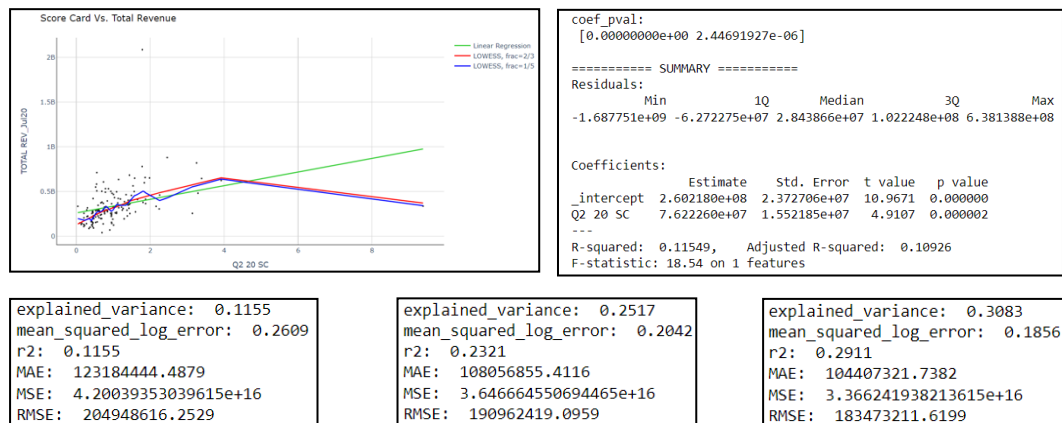 Score Card Vs. Total Revenue
Linear Regression
LOWESS, frac=2/3
LOWESS, frac=1/5
2B
1.5B
1B
0.5B
0
TOTAL REV_Jul20
0
2
4
6
8
Q2 20 SC
coef_pval:
[0.00000000e+00 2.44691927e-06]
=========== SUMMARY ===========
Residuals:
Min 1Q Median 3Q Max
-1.687751e+09 -6.272275e+07 2.843866e+07 1.022248e+08 6.381388e+08
Coefficients:
Estimate Std. Error t value p value
_intercept 2.602180e+08 2.372706e+07 10.9671 0.000000
Q2 20 SC 7.622260e+07 1.552185e+07 4.9107 0.000002
---
R-squared: 0.11549, Adjusted R-squared: 0.10926
F-statistic: 18.54 on 1 features
explained_variance: 0.1155
mean_squared_log_error: 0.2609
r2: 0.1155
MAE: 123184444.4879
MSE: 4.20039353039615e+16
RMSE: 204948616.2529
explained_variance: 0.2517
mean_squared_log_error: 0.2042
r2: 0.2321
MAE: 108056855.4116
MSE: 3.646664550694465e+16
RMSE: 190962419.0959
explained_variance: 0.3083
mean_squared_log_error: 0.1856
r2: 0.2911
MAE: 104407321.7382
MSE: 3.366241938213615e+16
RMSE: 183473211.6199